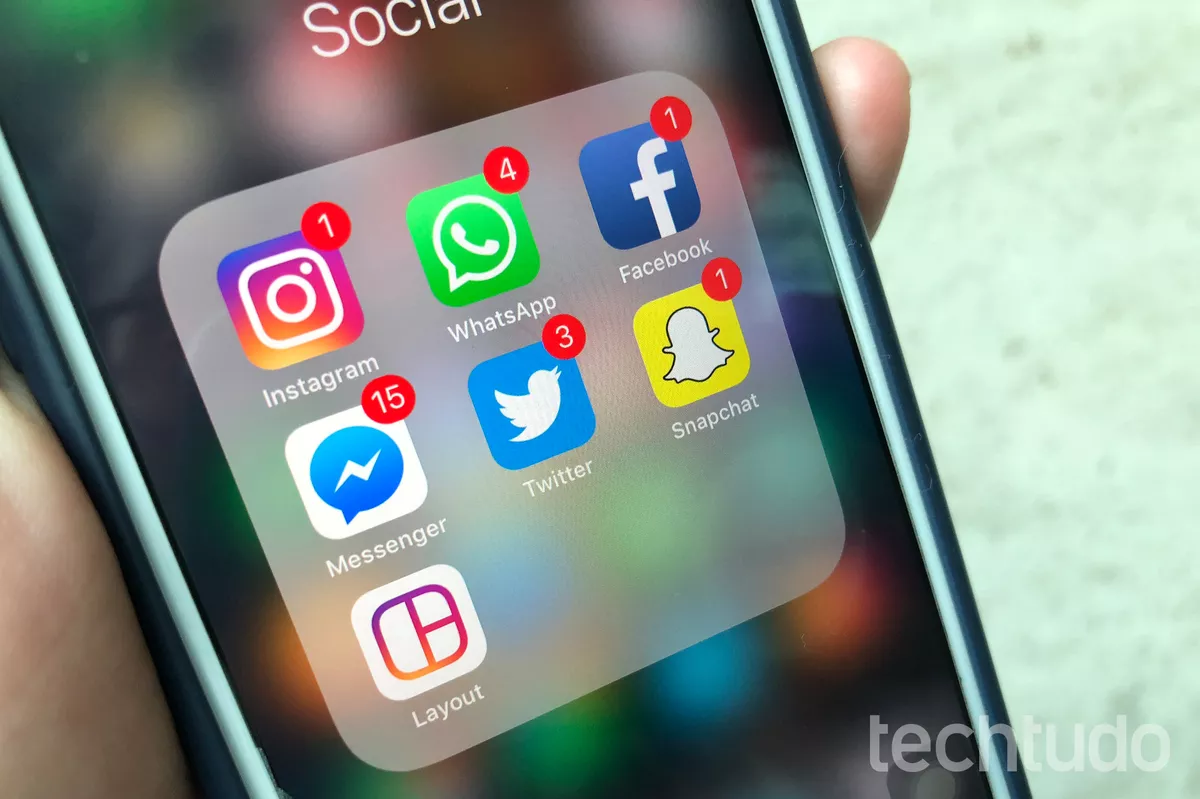 Social
1
4
1
Instagram
WhatsApp
Facebook
15
3
1
Messenger
Twitter
Snapchat
Layout
techtudo